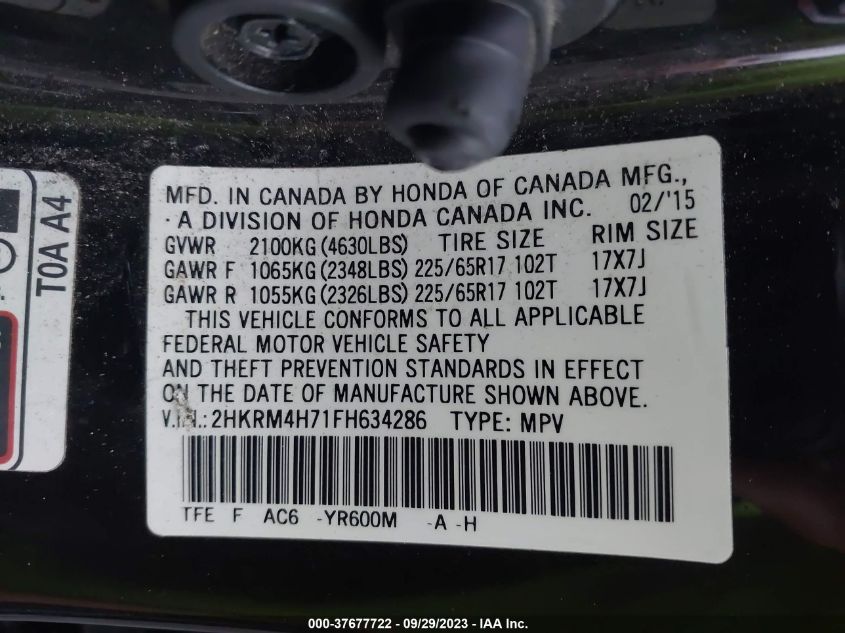 MFD. IN CANADA BY HONDA OF CANADA MFG.,
A DIVISION OF HONDA CANADA INC. 02/'15
GVWR 2100KG (4630LBS) TIRE SIZE RIM SIZE
GAWR F 1065KG (2348LBS) 225/65R17 102T 17X7J
GAWR R 1055KG (2326LBS) 225/65R17 102T 17X7J
THIS VEHICLE CONFORMS TO ALL APPLICABLE
FEDERAL MOTOR VEHICLE SAFETY
AND THEFT PREVENTION STANDARDS IN EFFECT
ON THE DATE OF MANUFACTURE SHOWN ABOVE.
V.I.N.:2HKRM4H71FH634286 TYPE: MPV
TFE F AC6 -YR600M -A -H
T0A A4
000-37677722 - 09/29/2023 - IAA Inc.